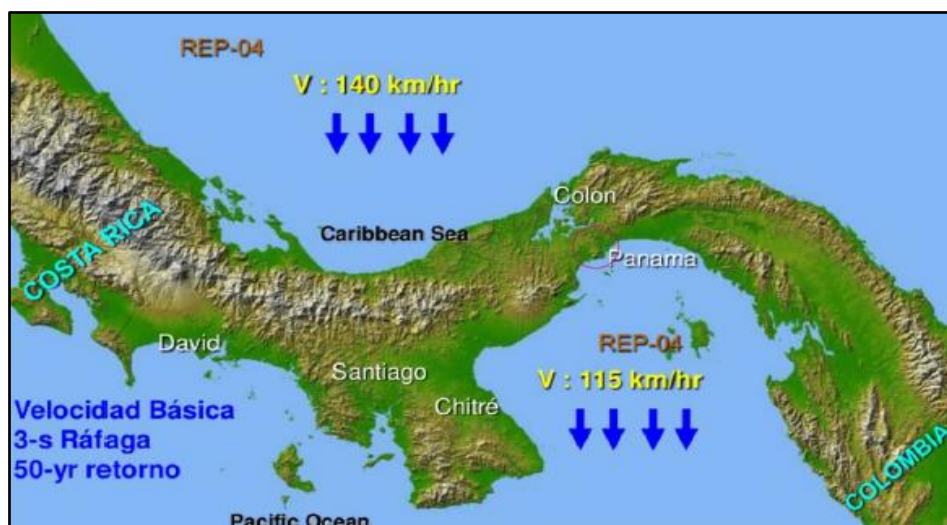 REP-04
V : 140 km/hr
Colon
Caribbean Sea
COSTA RICA
Panama
David
REP-04
Santiago
V : 115 km/hr
Chitré
Velocidad Básica
3-s Ráfaga
50-yr retorno
COLOMBIA
Pacific Ocean